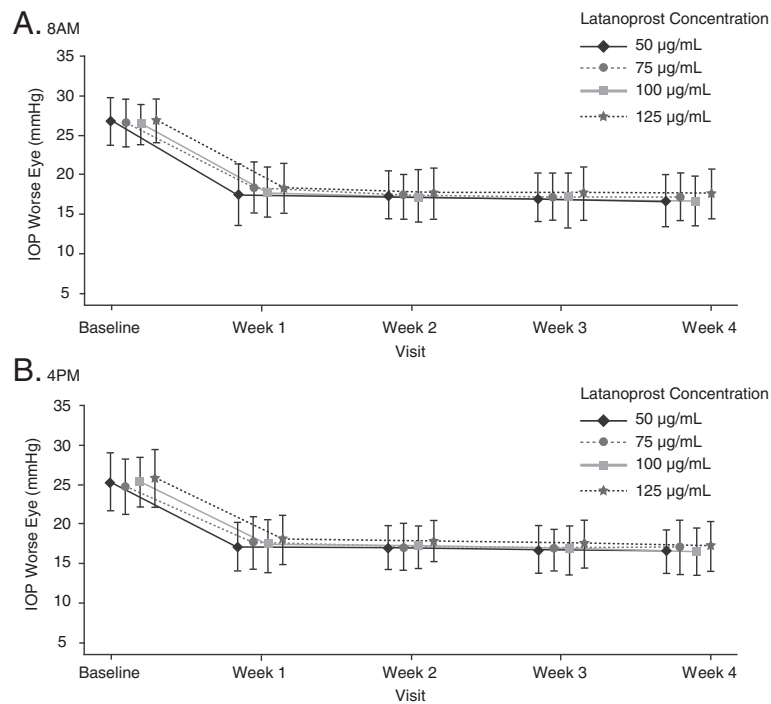 A. 8AM
Latanoprost Concentration
50 µg/mL
75 µg/mL
100 µg/mL
125 µg/mL
IOP Worse Eye (mmHg)
35
30
25
20
15
10
5
Baseline
Week 1
Week 2
Week 3
Week 4
Visit
B. 4PM
Latanoprost Concentration
50 µg/mL
75 µg/mL
100 µg/mL
125 µg/mL
IOP Worse Eye (mmHg)
35
30
25
20
15
10
5
Baseline
Week 1
Week 2
Week 3
Week 4
Visit